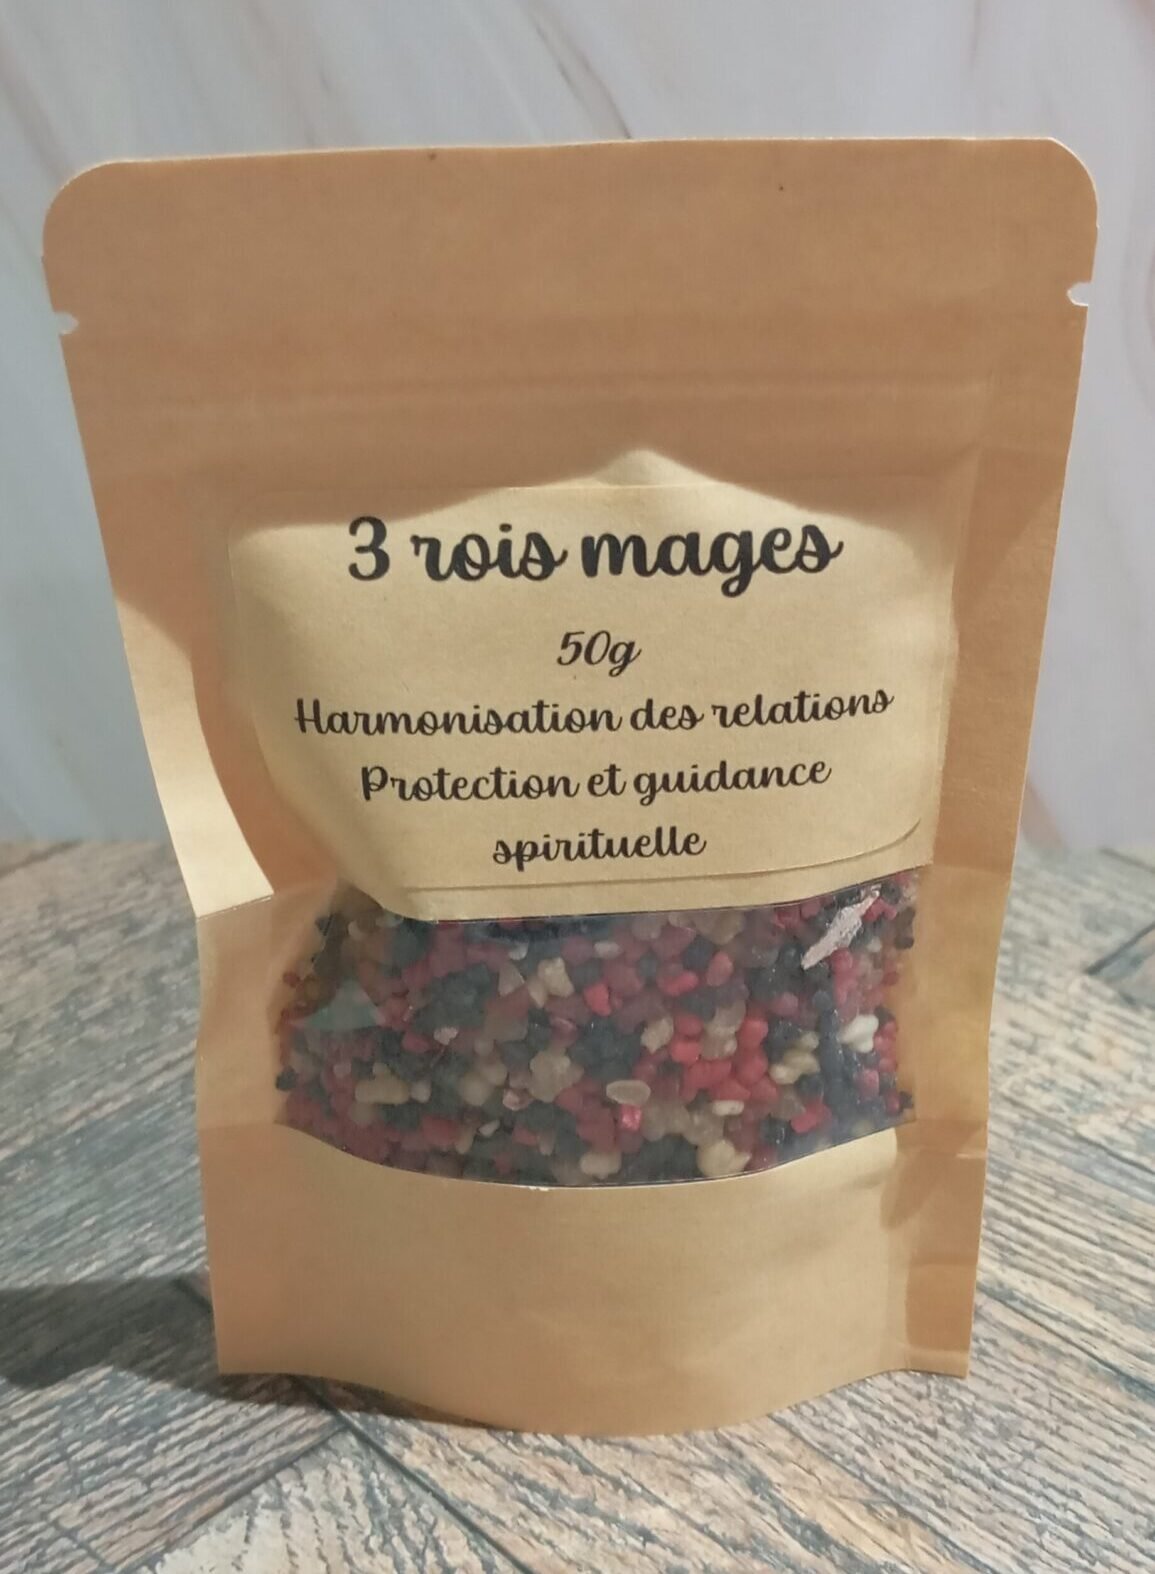 3 rois mages
50g
Harmonisation des relations
Protection et guidance
spirituelle